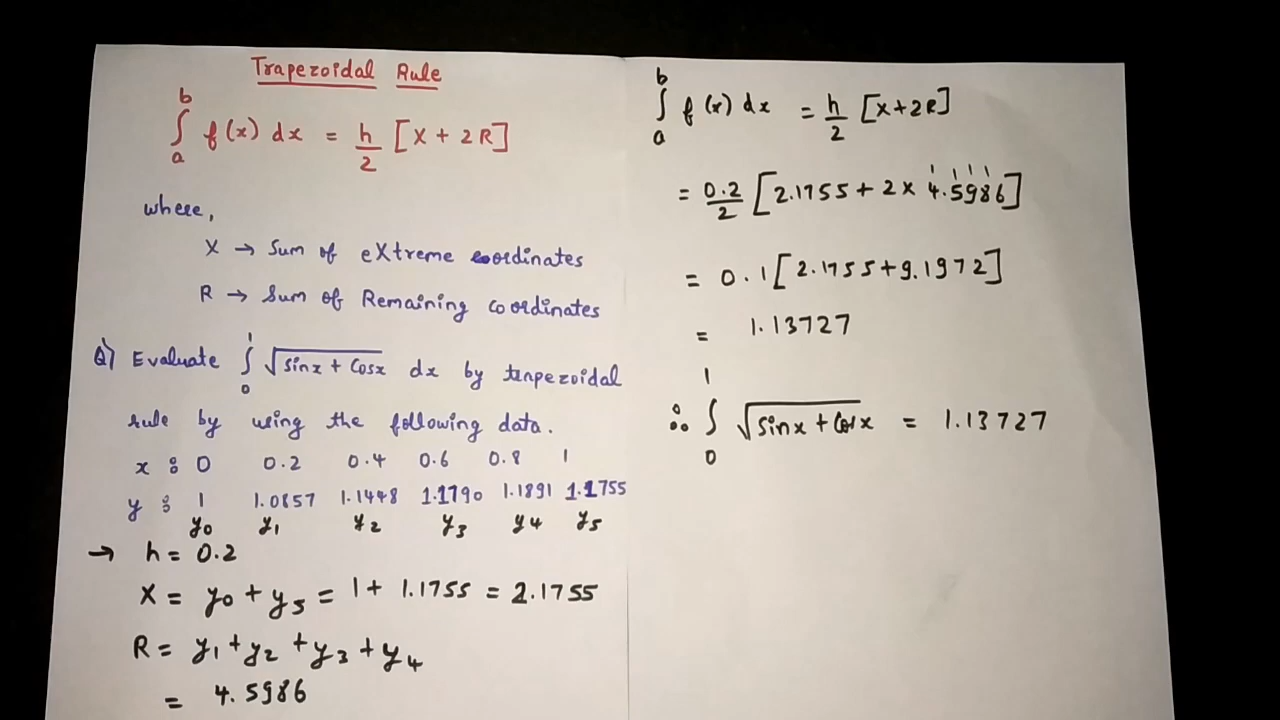 Trapezoidal Rule
b
∫ f(x) dx = h/2 [X + 2R]
a
where,
X → Sum of eXtreme coordinates
R → Sum of Remaining coordinates
Q) Evaluate ∫₀¹ √(sinx + Cosx) dx by trapezoidal
rule by using the following data.
x : 0 0.2 0.4 0.6 0.8 1
y : 1 1.0857 1.1448 1.1790 1.1891 1.1755
y₀ y₁ y₂ y₃ y₄ y₅
→ h = 0.2
X = y₀ + y₅ = 1 + 1.1755 = 2.1755
R = y₁ + y₂ + y₃ + y₄
= 4.5986
b
∫ f(x) dx = h/2 [X+2R]
a
= 0.2/2 [2.1755 + 2 × 4.5986]
= 0.1 [2.1755 + 9.1972]
= 1.13727
1
∴ ∫ √(sinx + Cosx) = 1.13727
0